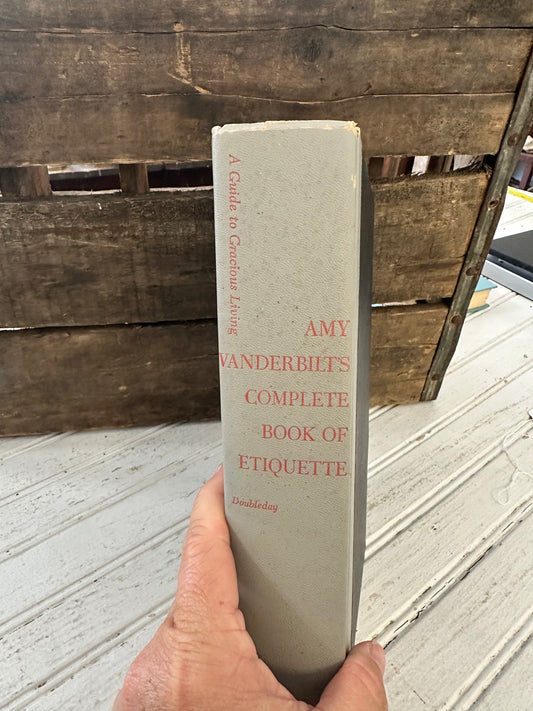 A Guide to Gracious Living
AMY
VANDERBILT'S
COMPLETE
BOOK OF
ETIQUETTE
Doubleday